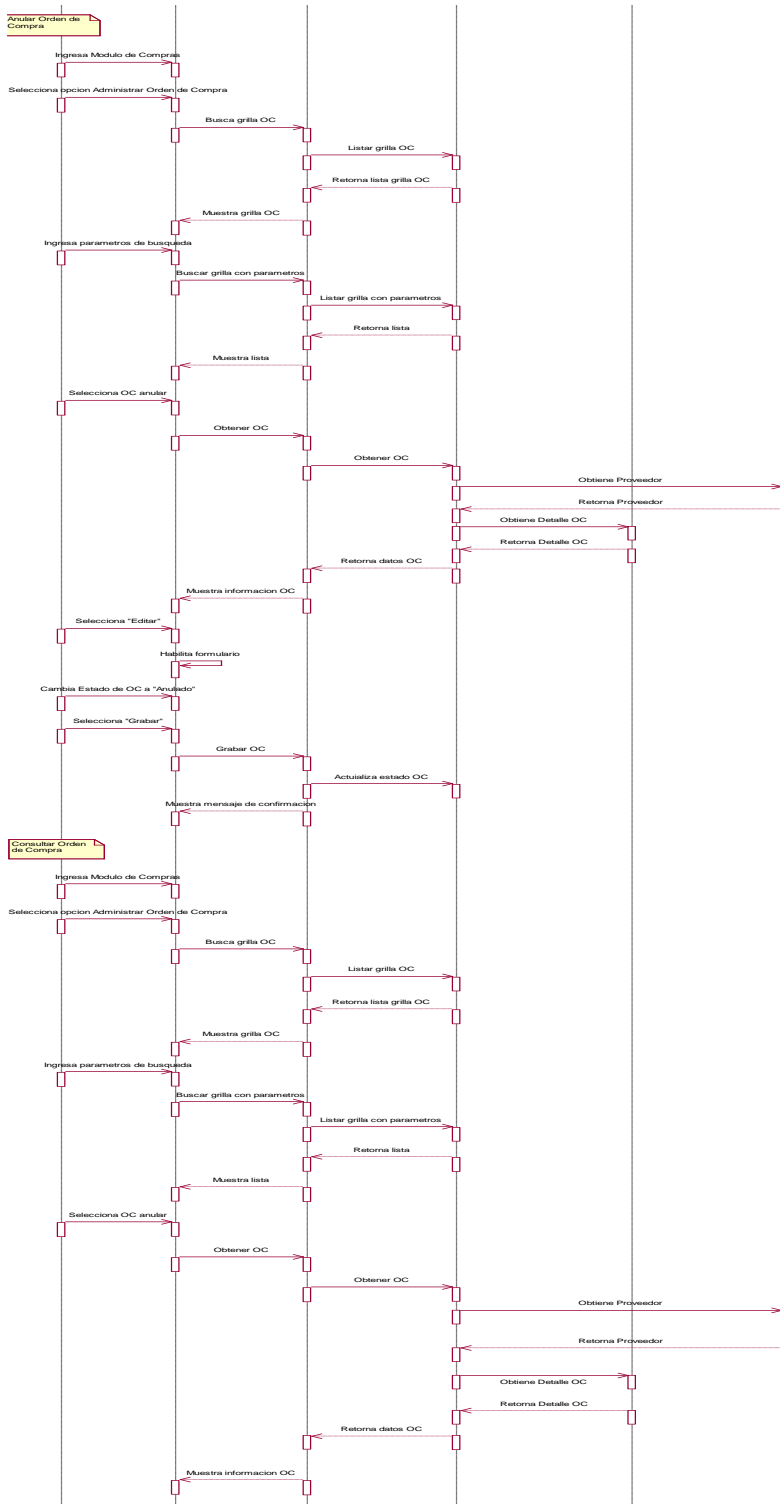 Anular Orden de
Compra
Ingresa Modulo de Compras
Selecciona opcion Administrar Orden de Compra
Busca grilla OC
Listar grilla OC
Retorna lista grilla OC
Muestra grilla OC
Ingresa parametros de busqueda
Buscar grilla con parametros
Listar grilla con parametros
Retorna lista
Muestra lista
Selecciona OC anular
Obtener OC
Obtener OC
Obtiene Proveedor
Retorna Proveedor
Obtiene Detalle OC
Retorna Detalle OC
Retorna datos OC
Muestra informacion OC
Selecciona "Editar"
Habilita formulario
Cambia Estado de OC a "Anulado"
Selecciona "Grabar"
Grabar OC
Actuializa estado OC
Muestra mensaje de confirmacion
Consultar Orden
de Compra
Ingresa Modulo de Compras
Selecciona opcion Administrar Orden de Compra
Busca grilla OC
Listar grilla OC
Retorna lista grilla OC
Muestra grilla OC
Ingresa parametros de busqueda
Buscar grilla con parametros
Listar grilla con parametros
Retorna lista
Muestra lista
Selecciona OC anular
Obtener OC
Obtener OC
Obtiene Proveedor
Retorna Proveedor
Obtiene Detalle OC
Retorna Detalle OC
Retorna datos OC
Muestra informacion OC